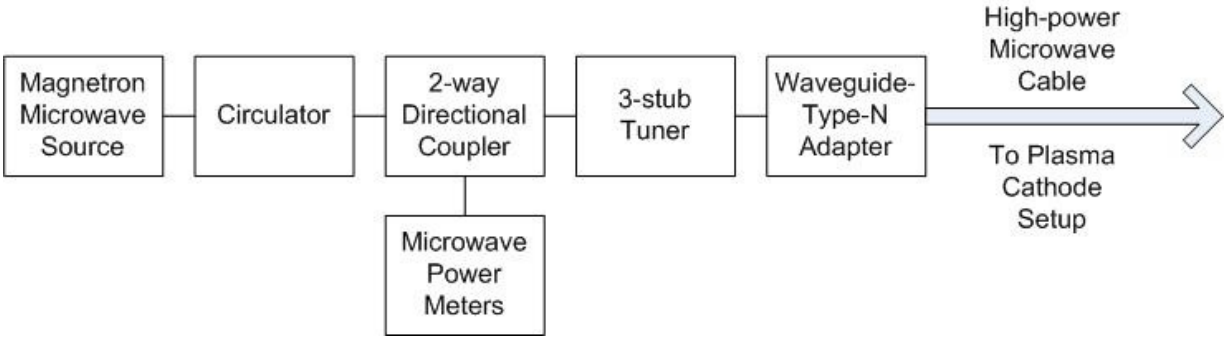 Magnetron
Microwave
Source
Circulator
2-way
Directional
Coupler
3-stub
Tuner
Waveguide-
Type-N
Adapter
High-power
Microwave
Cable
To Plasma
Cathode
Setup
Microwave
Power
Meters